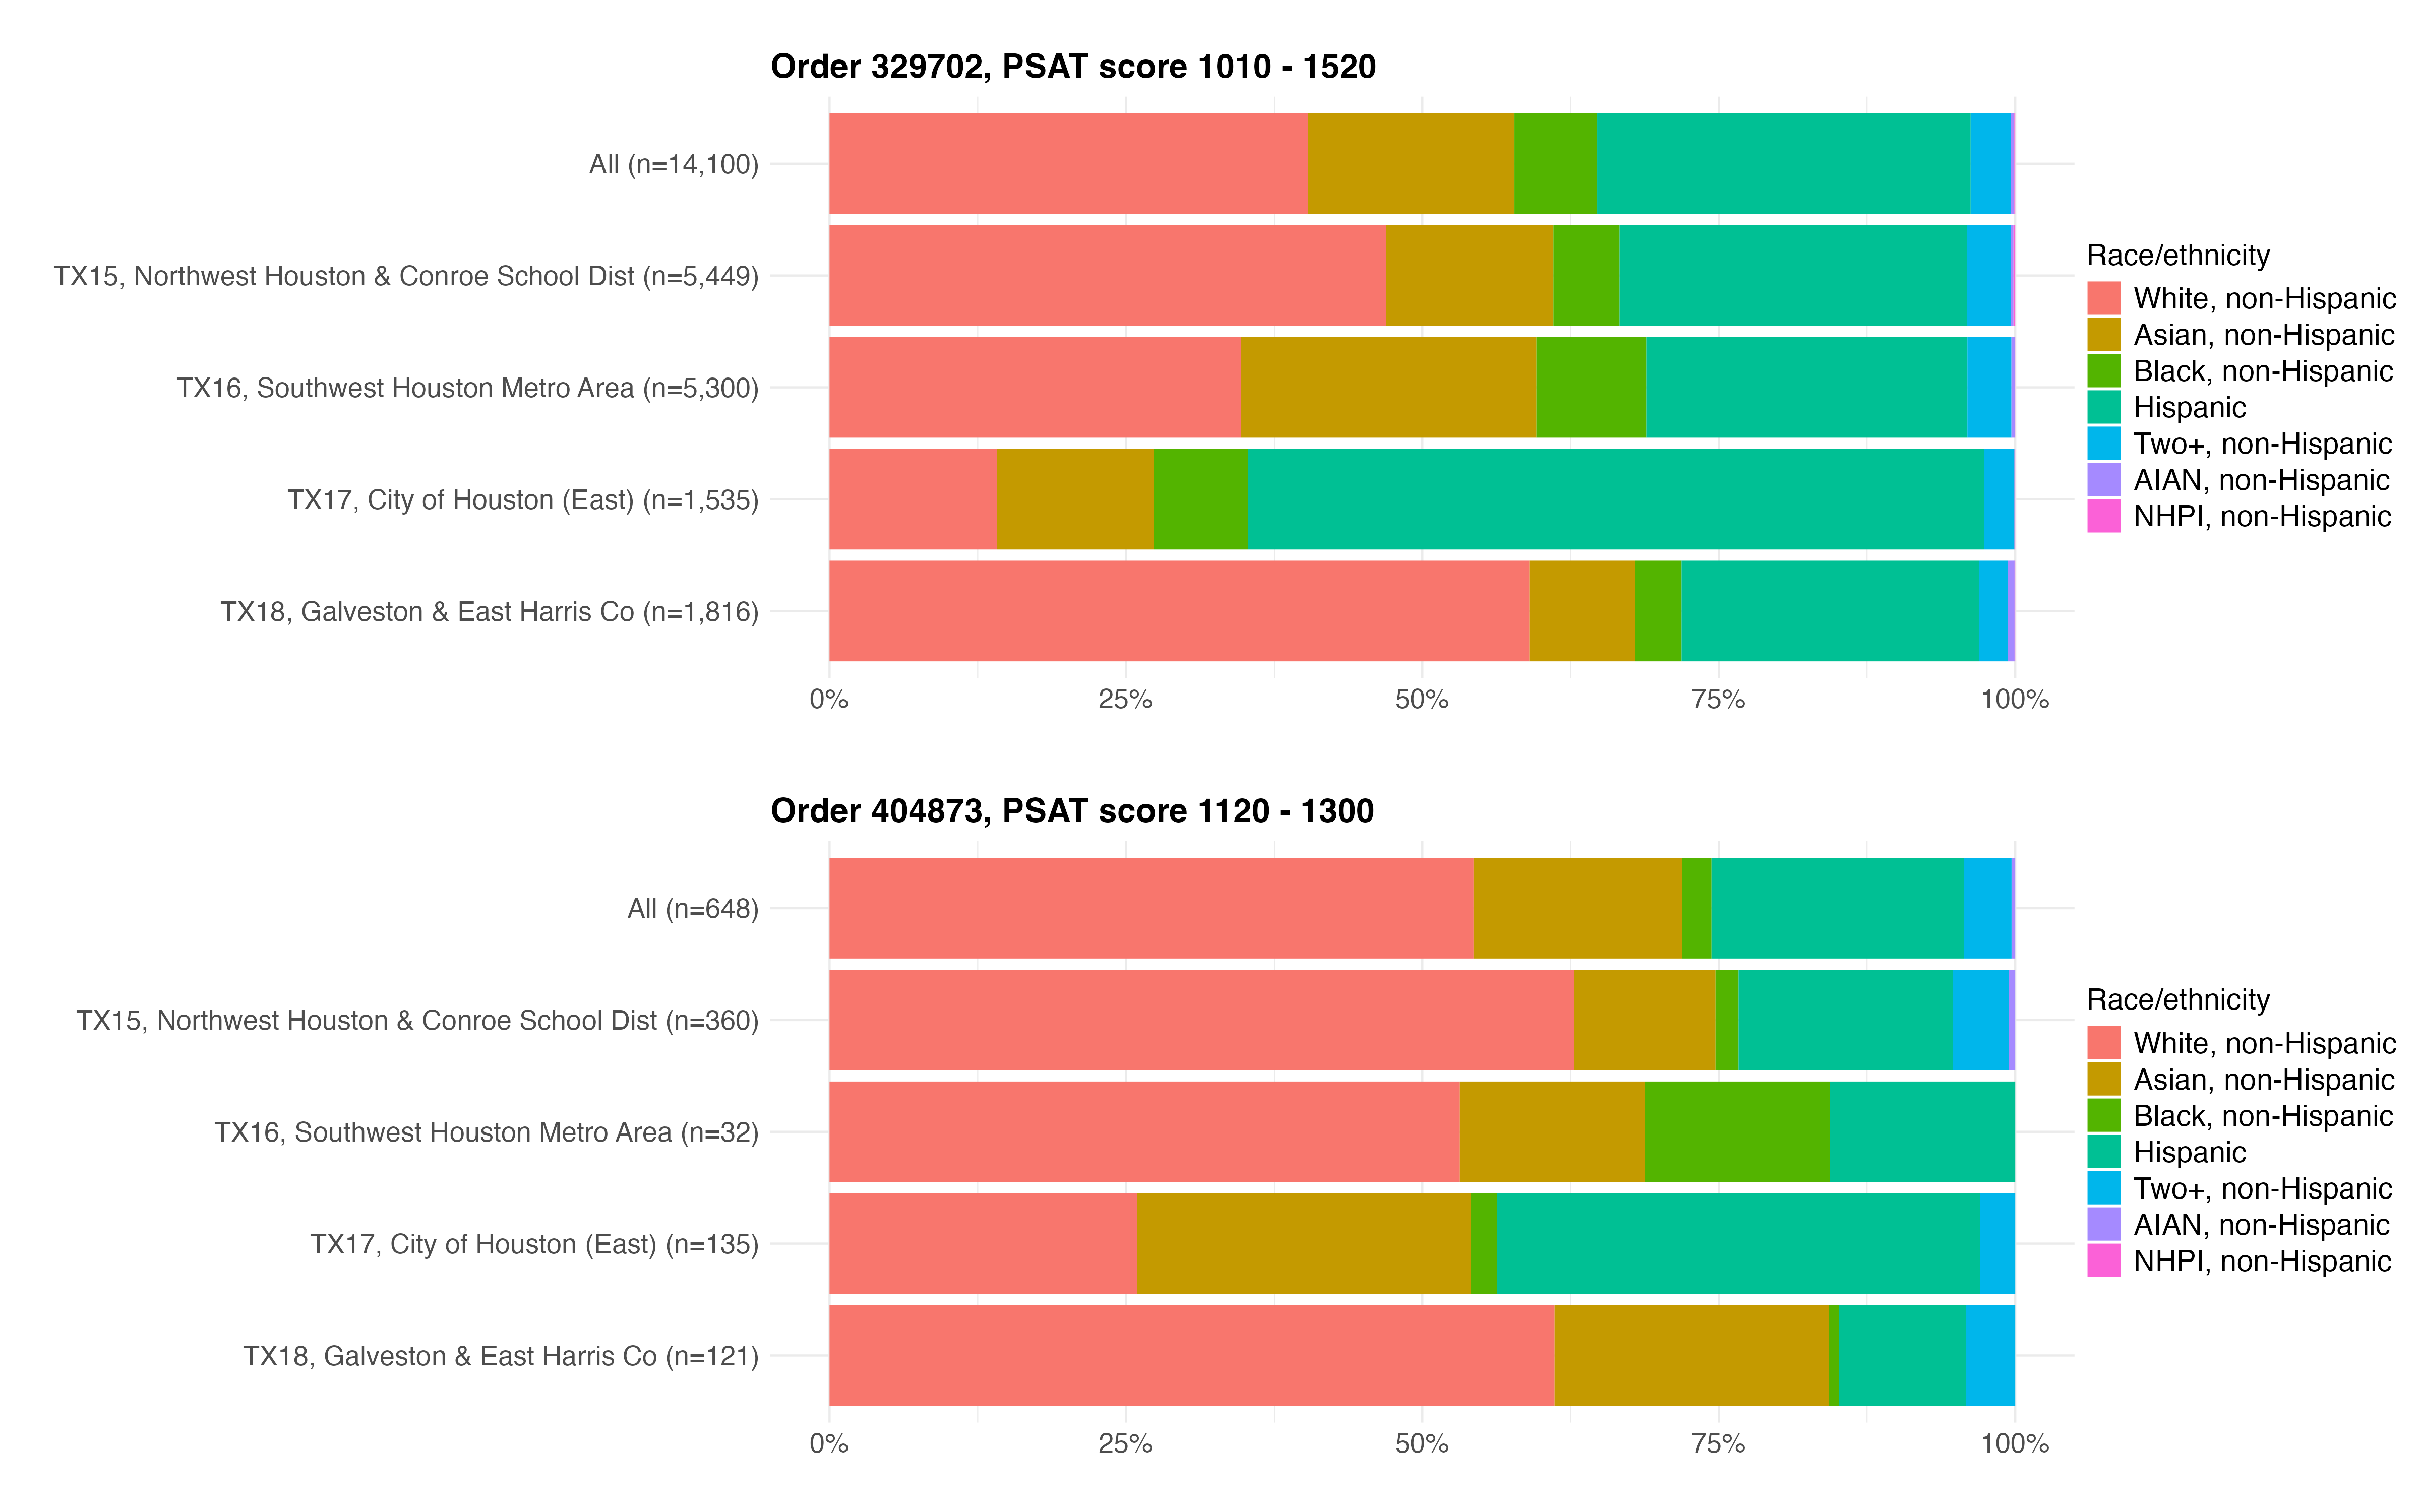 Order 329702, PSAT score 1010 - 1520
All (n=14,100)
TX15, Northwest Houston & Conroe School Dist (n=5,449)
TX16, Southwest Houston Metro Area (n=5,300)
TX17, City of Houston (East) (n=1,535)
TX18, Galveston & East Harris Co (n=1,816)
0% 25% 50% 75% 100%
Race/ethnicity
White, non-Hispanic
Asian, non-Hispanic
Black, non-Hispanic
Hispanic
Two+, non-Hispanic
AIAN, non-Hispanic
NHPI, non-Hispanic
Order 404873, PSAT score 1120 - 1300
All (n=648)
TX15, Northwest Houston & Conroe School Dist (n=360)
TX16, Southwest Houston Metro Area (n=32)
TX17, City of Houston (East) (n=135)
TX18, Galveston & East Harris Co (n=121)
0% 25% 50% 75% 100%
Race/ethnicity
White, non-Hispanic
Asian, non-Hispanic
Black, non-Hispanic
Hispanic
Two+, non-Hispanic
AIAN, non-Hispanic
NHPI, non-Hispanic